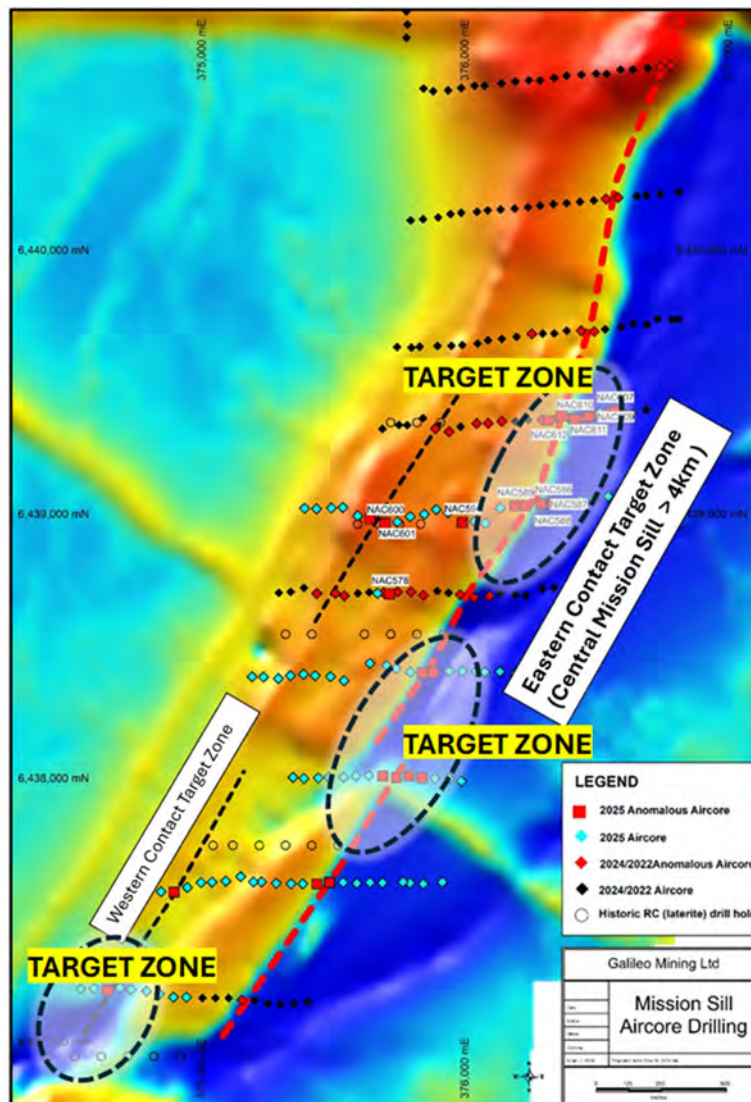 375,000 mE
376,000 mE
6,440,000 mN
TARGET ZONE
NAC610
NAC612
NAC611
NAC589
NAC586
NAC587
NAC588
NAC600
NAC601
NAC59
NAC578
Eastern Contact Target Zone
(Central Mission Sill > 4km )
6,439,000 mN
TARGET ZONE
Western Contact Target Zone
6,438,000 mN
LEGEND
2025 Anomalous Aircore
2025 Aircore
2024/2022Anomalous Aircore
2024/2022 Aircore
Historic RC (laterite) drill hol
TARGET ZONE
Galileo Mining Ltd
Mission Sill
Aircore Drilling
376,000 mE